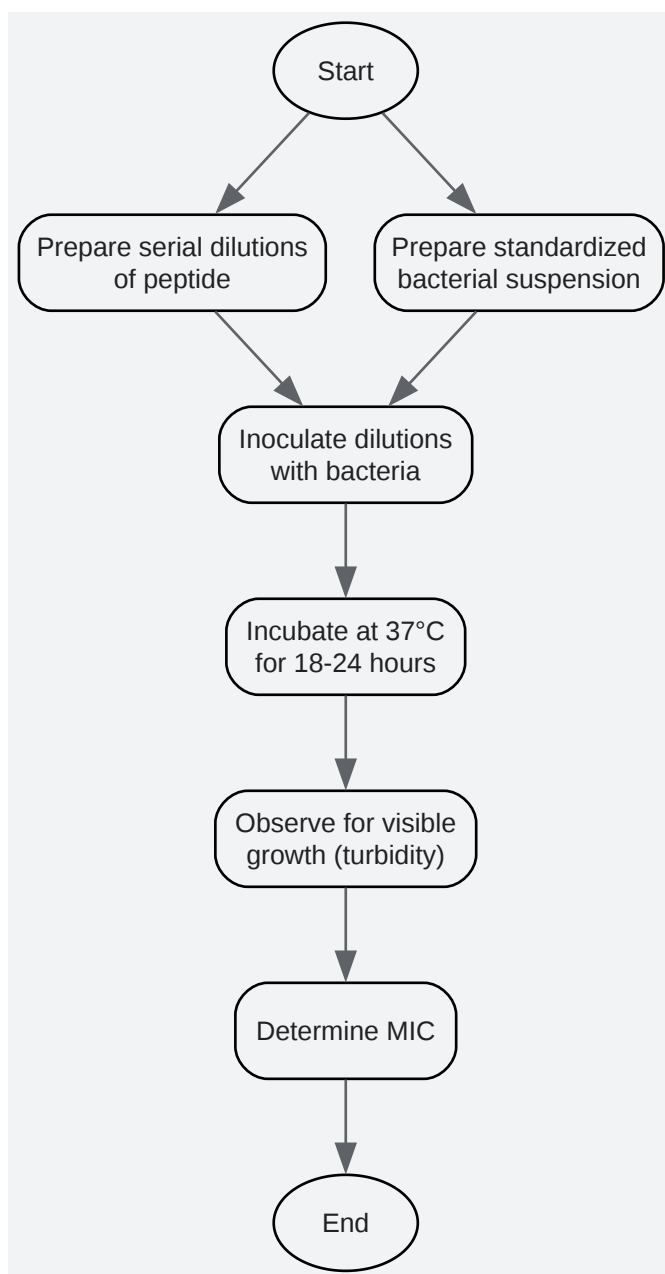 Start
Prepare serial dilutions
of peptide
Prepare standardized
bacterial suspension
Inoculate dilutions
with bacteria
Incubate at 37°C
for 18-24 hours
Observe for visible
growth (turbidity)
Determine MIC
End